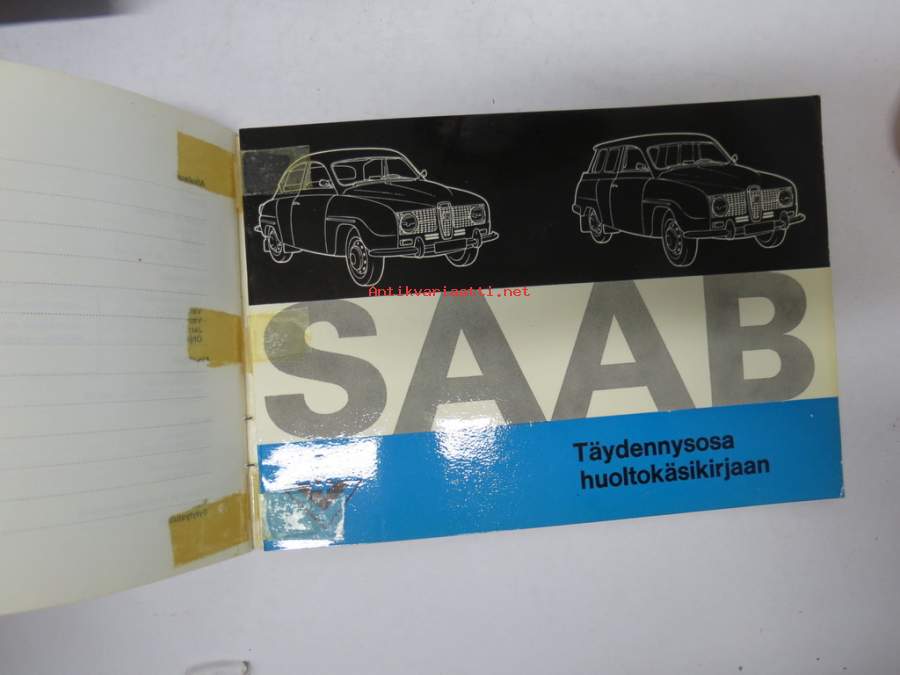 Antikvariaatti.net
SAAB
Täydennysosa
huoltokäsikirjaan